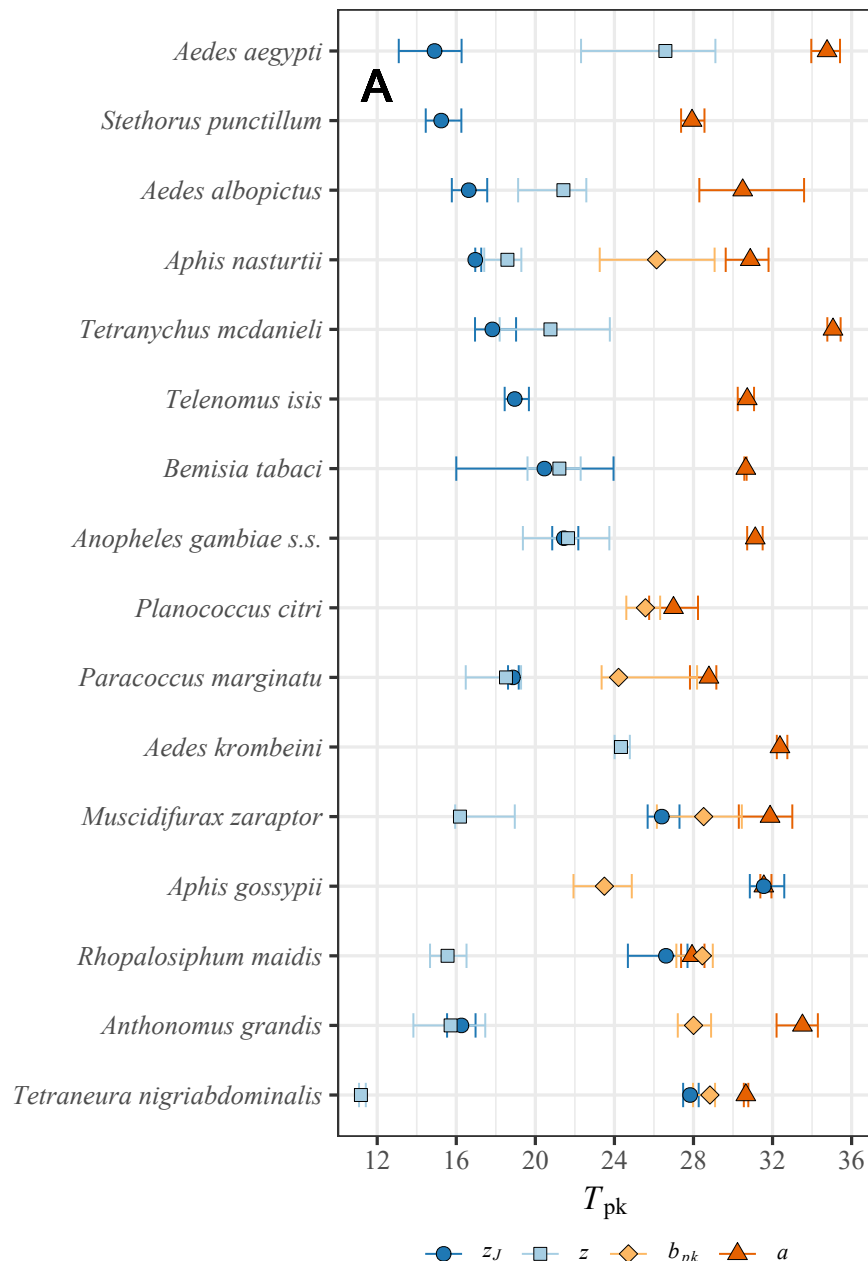 A
Aedes aegypti
Stethorus punctillum
Aedes albopictus
Aphis nasturtii
Tetranychus mcdanieli
Telenomus isis
Bemisia tabaci
Anopheles gambiae s.s.
Planococcus citri
Paracoccus marginatu
Aedes krombeini
Muscidifurax zaraptor
Aphis gossypii
Rhopalosiphum maidis
Anthonomus grandis
Tetraneura nigriabdominalis
12 16 20 24 28 32 36
Tpk
zJ z bpk a